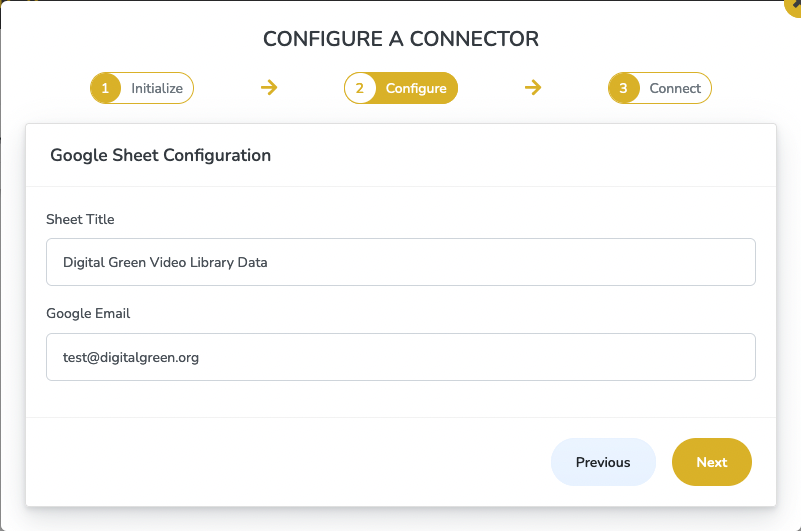 CONFIGURE A CONNECTOR
1 Initialize
2 Configure
3 Connect
Google Sheet Configuration
Sheet Title
Digital Green Video Library Data
Google Email
test@digitalgreen.org
Previous
Next